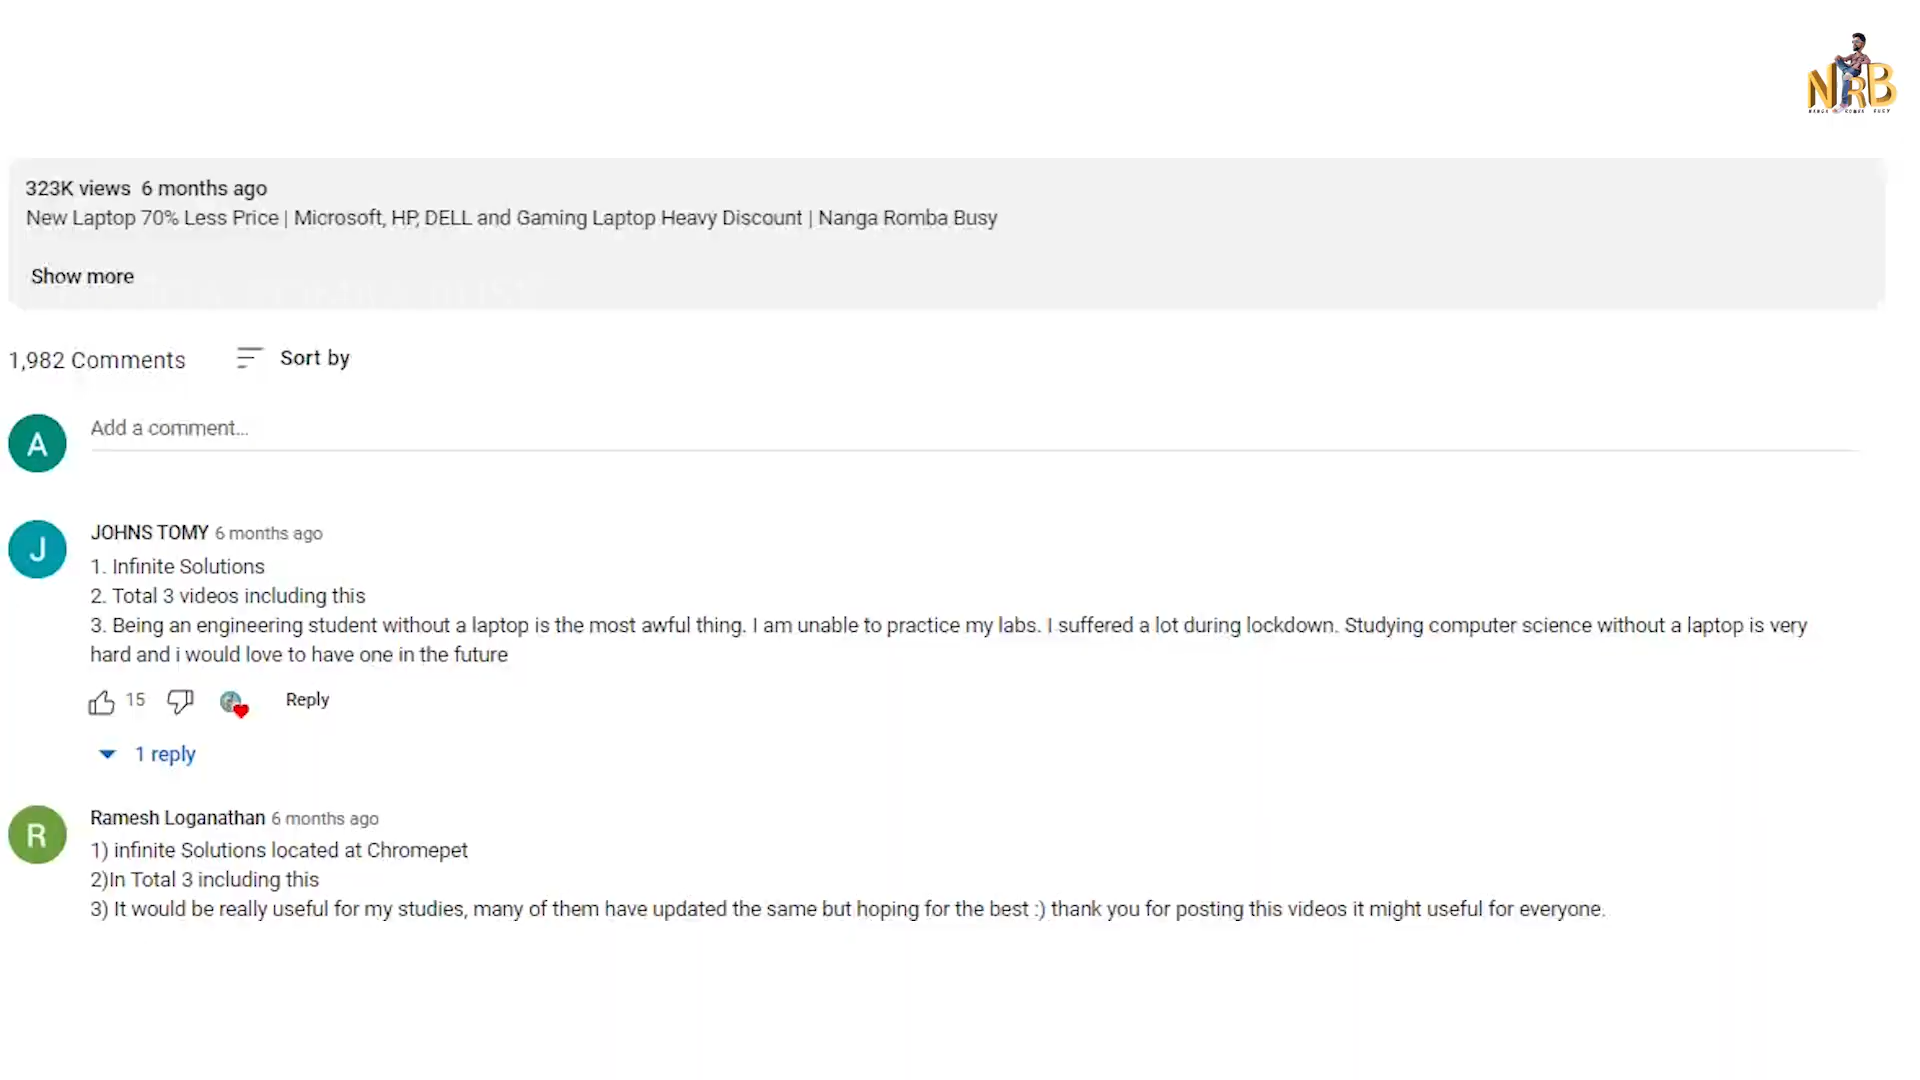 NRB
323K views 6 months ago
New Laptop 70% Less Price | Microsoft, HP, DELL and Gaming Laptop Heavy Discount | Nanga Romba Busy
Show more
1,982 Comments
Sort by
A
Add a comment...
J
JOHNS TOMY 6 months ago
1. Infinite Solutions
2. Total 3 videos including this
3. Being an engineering student without a laptop is the most awful thing. I am unable to practice my labs. I suffered a lot during lockdown. Studying computer science without a laptop is very
hard and i would love to have one in the future
15
Reply
1 reply
R
Ramesh Loganathan 6 months ago
1) infinite Solutions located at Chromepet
2)In Total 3 including this
3) It would be really useful for my studies, many of them have updated the same but hoping for the best :) thank you for posting this videos it might useful for everyone.